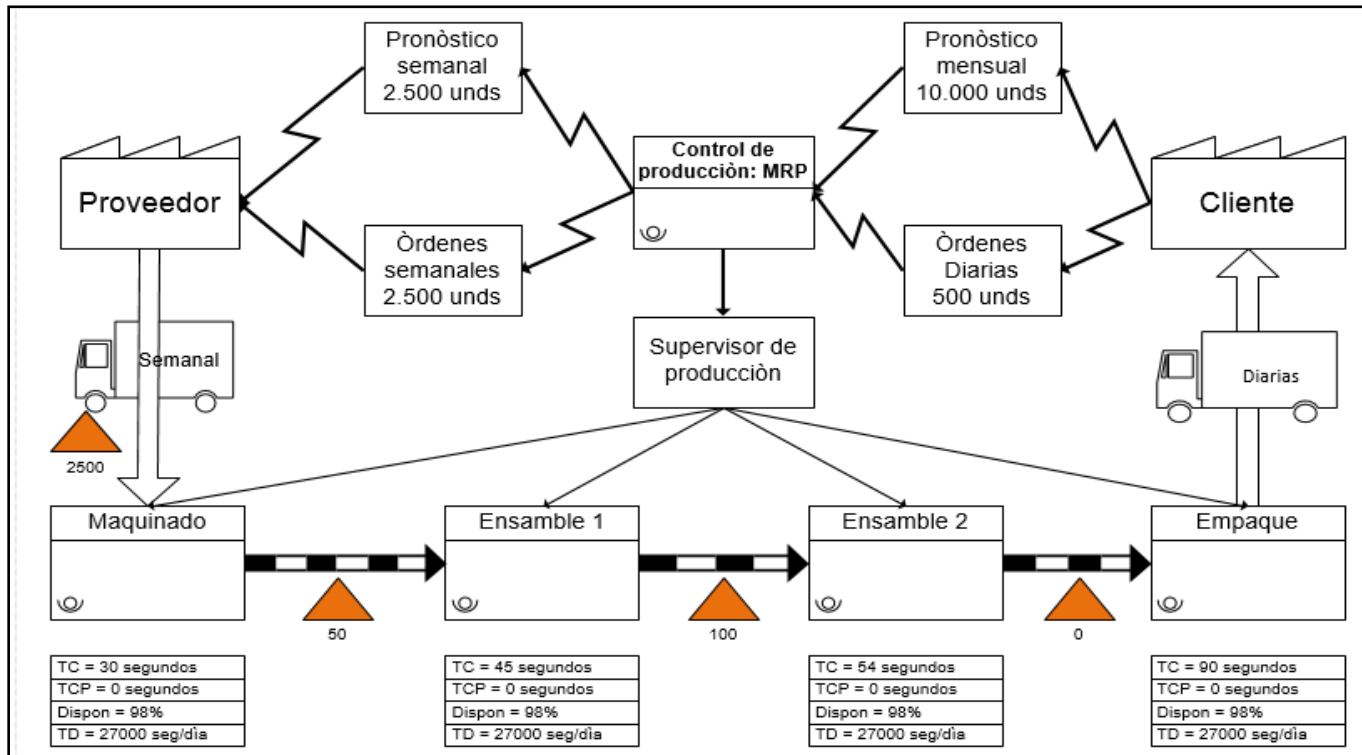 Pronòstico
semanal
2.500 unds
Pronòstico
mensual
10.000 unds
Proveedor
Control de
producciòn: MRP
Cliente
Òrdenes
semanales
2.500 unds
Òrdenes
Diarias
500 unds
Semanal
Supervisor de
producciòn
Diarias
2500
Maquinado
Ensamble 1
Ensamble 2
Empaque
50
100
0
TC = 30 segundos
TCP = 0 segundos
Dispon = 98%
TD = 27000 seg/dìa
TC = 45 segundos
TCP = 0 segundos
Dispon = 98%
TD = 27000 seg/dìa
TC = 54 segundos
TCP = 0 segundos
Dispon = 98%
TD = 27000 seg/dìa
TC = 90 segundos
TCP = 0 segundos
Dispon = 98%
TD = 27000 seg/dìa